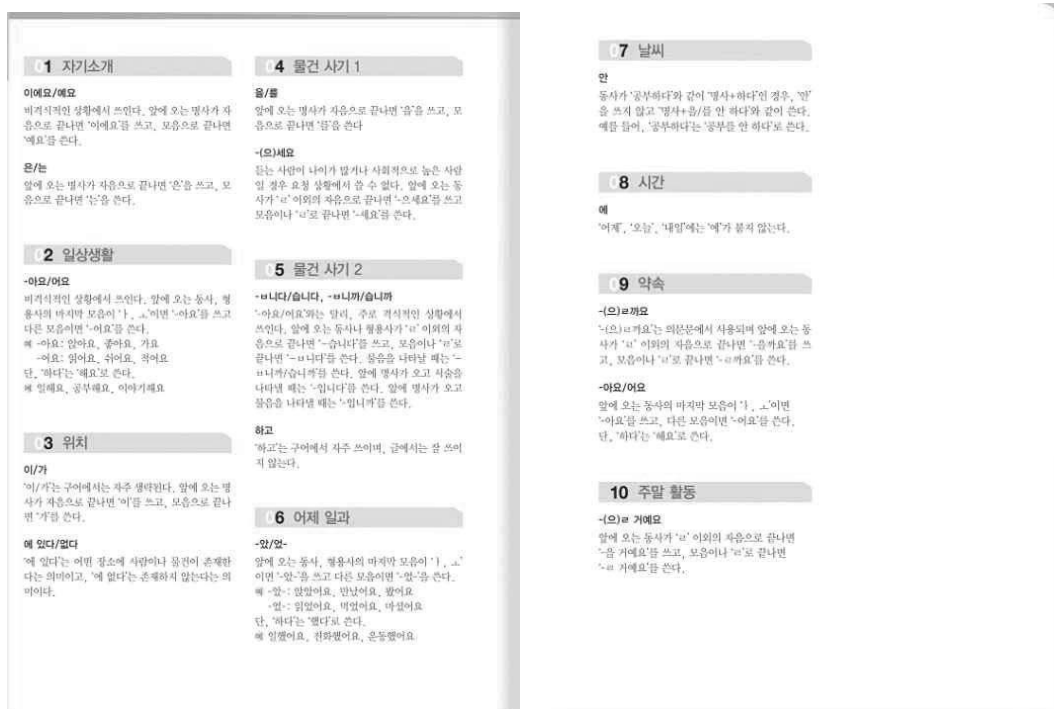 01 자기소개
이에요/예요
비격식적인 상황에서 쓰인다. 앞에 오는 명사가 자
음으로 끝나면 ‘이에요’를 쓰고, 모음으로 끝나면
‘예요’를 쓴다.
은/는
앞에 오는 명사가 자음으로 끝나면 ‘은’을 쓰고, 모
음으로 끝나면 ‘는’을 쓴다.
02 일상생활
-아요/어요
비격식적인 상황에서 쓰인다. 앞에 오는 동사, 형
용사의 마지막 모음이 ‘ㅏ, ㅗ’이면 ‘-아요’를 쓰고
다른 모음이면 ‘-어요’를 쓴다.
예 -아요: 앉아요, 좋아요, 가요
-어요: 읽어요, 쉬어요, 적어요
단, ‘하다’는 ‘해요’로 쓴다.
예 일해요, 공부해요, 이야기해요
03 위치
이/가
‘이/가’는 구어에서는 자주 생략된다. 앞에 오는 명
사가 자음으로 끝나면 ‘이’를 쓰고, 모음으로 끝나
면 ‘가’를 쓴다.
에 있다/없다
‘에 있다’는 어떤 장소에 사람이나 물건이 존재한
다는 의미이고, ‘에 없다’는 존재하지 않는다는 의
미이다.
04 물건 사기 1
을/를
앞에 오는 명사가 자음으로 끝나면 ‘을’을 쓰고, 모
음으로 끝나면 ‘를’을 쓴다
-(으)세요
듣는 사람이 나이가 많거나 사회적으로 높은 사람
일 경우 요청 상황에서 쓸 수 없다. 앞에 오는 동
사가 ‘ㄹ’ 이외의 자음으로 끝나면 ‘-으세요’를 쓰고
모음이나 ‘ㄹ’로 끝나면 ‘-세요’를 쓴다.
05 물건 사기 2
-ㅂ니다/습니다, -ㅂ니까/습니까
‘-아요/어요’와는 달리, 주로 격식적인 상황에서
쓰인다. 앞에 오는 동사나 형용사가 ‘ㄹ’ 이외의 자
음으로 끝나면 ‘-습니다’를 쓰고, 모음이나 ‘ㄹ’로
끝나면 ‘-ㅂ니다’를 쓴다. 물음을 나타낼 때는 ‘-
ㅂ니까/습니까’를 쓴다. 앞에 명사가 오고 서술을
나타낼 때는 ‘-입니다’를 쓴다. 앞에 명사가 오고
물음을 나타낼 때는 ‘-입니까’를 쓴다.
하고
‘하고’는 구어에서 자주 쓰이며, 글에서는 잘 쓰이
지 않는다.
06 어제 일과
-았/었-
앞에 오는 동사, 형용사의 마지막 모음이 ‘ㅏ, ㅗ’
이면 ‘-았-’을 쓰고 다른 모음이면 ‘-었-’을 쓴다.
예 -았-: 앉았어요, 만났어요, 봤어요
-었-: 읽었어요, 먹었어요, 마셨어요
단, ‘하다’는 ‘했다’로 쓴다.
예 일했어요, 전화했어요, 운동했어요
07 날씨
안
동사가 ‘공부하다’와 같이 ‘명사+하다’인 경우, ‘안’
을 쓰지 않고 ‘명사+을/를 안 하다’와 같이 쓴다.
예를 들어, ‘공부하다’는 ‘공부를 안 하다’로 쓴다.
08 시간
에
‘어제’, ‘오늘’, ‘내일’에는 ‘에’가 붙지 않는다.
09 약속
-(으)ㄹ까요
‘-(으)ㄹ까요’는 의문문에서 사용되며 앞에 오는 동
사가 ‘ㄹ’ 이외의 자음으로 끝나면 ‘-을까요’를 쓰
고, 모음이나 ‘ㄹ’로 끝나면 ‘-ㄹ까요’를 쓴다.
-아요/어요
앞에 오는 동사의 마지막 모음이 ‘ㅏ, ㅗ’이면
‘-아요’를 쓰고, 다른 모음이면 ‘-어요’를 쓴다.
단, ‘하다’는 ‘해요’로 쓴다.
10 주말 활동
-(으)ㄹ 거예요
앞에 오는 동사가 ‘ㄹ’ 이외의 자음으로 끝나면
‘-을 거예요’를 쓰고, 모음이나 ‘ㄹ’로 끝나면
‘-ㄹ 거예요’를 쓴다.